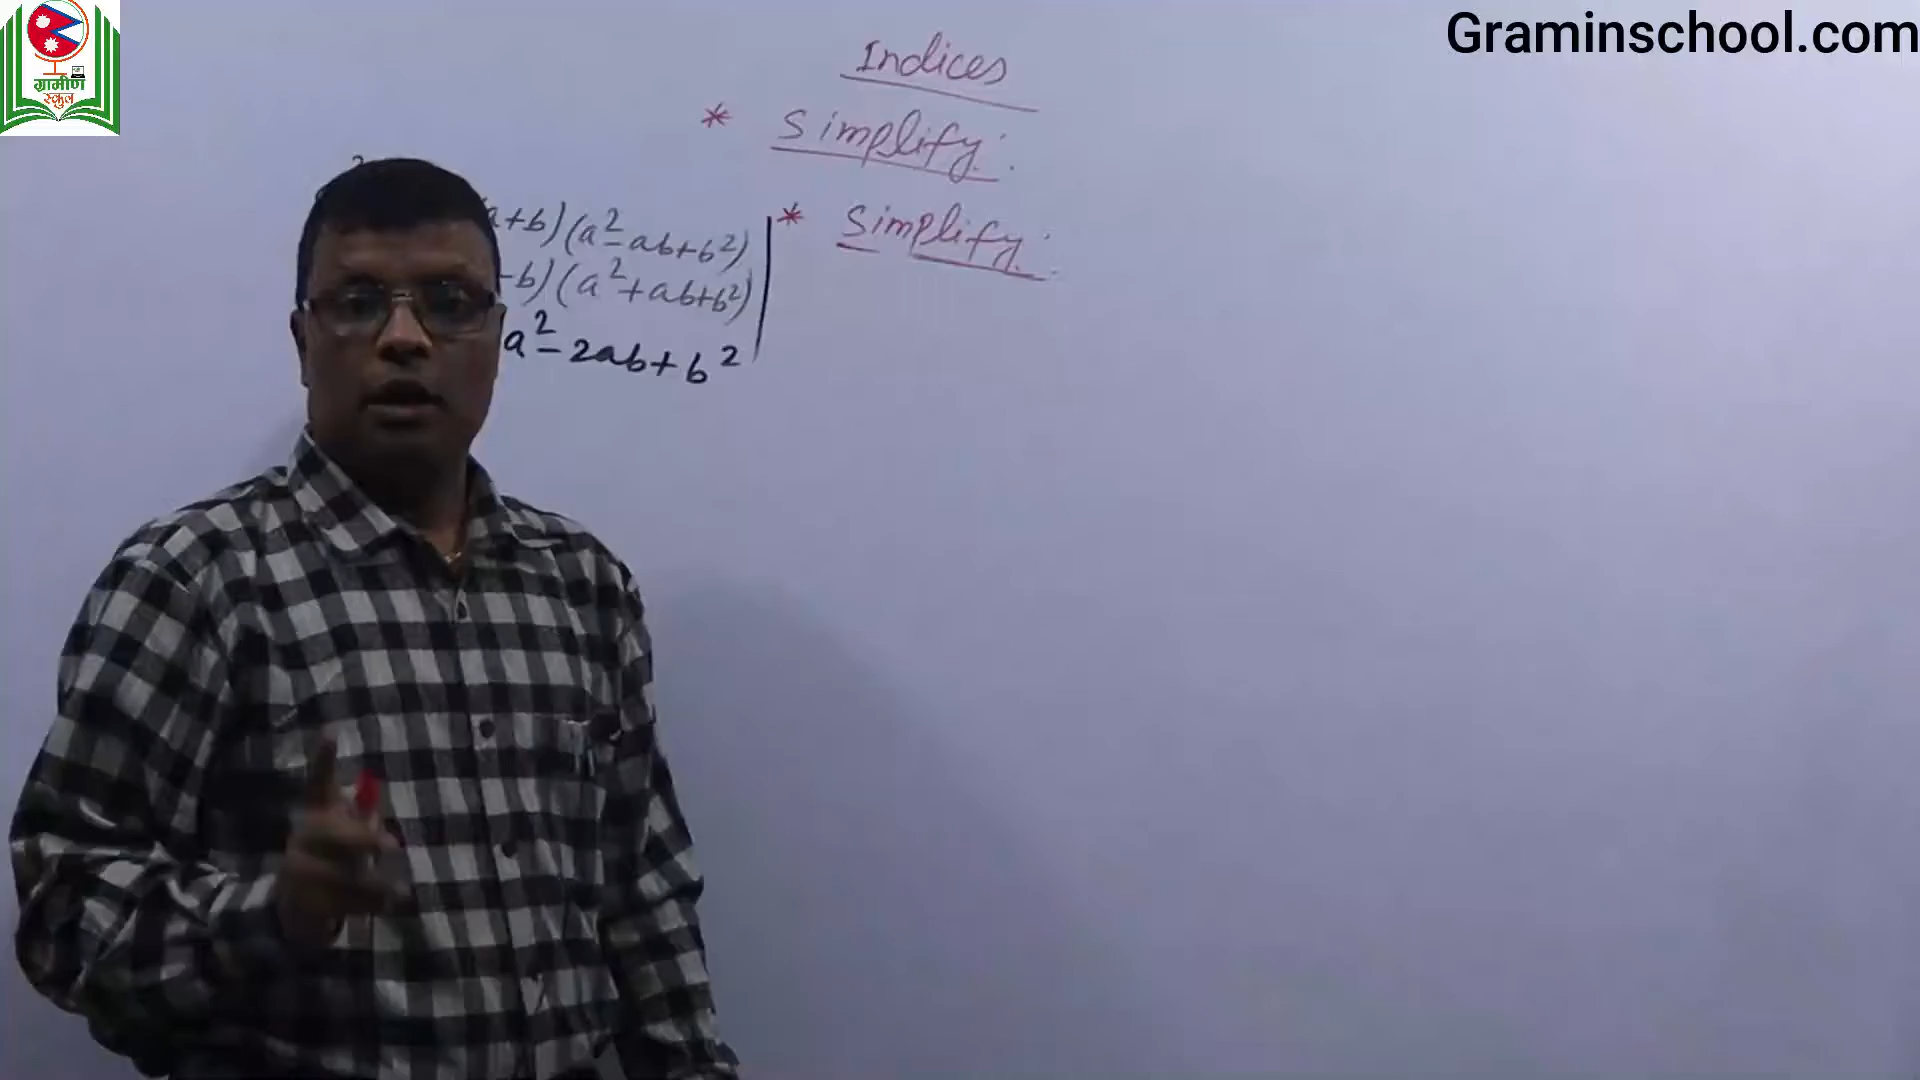 Graminschool.com
ग्रामीण
स्कुल
Indices
* Simplify:
a+b)(a²-ab+b²)
-b)(a²+ab+b²)
a²-2ab+b²
* Simplify: